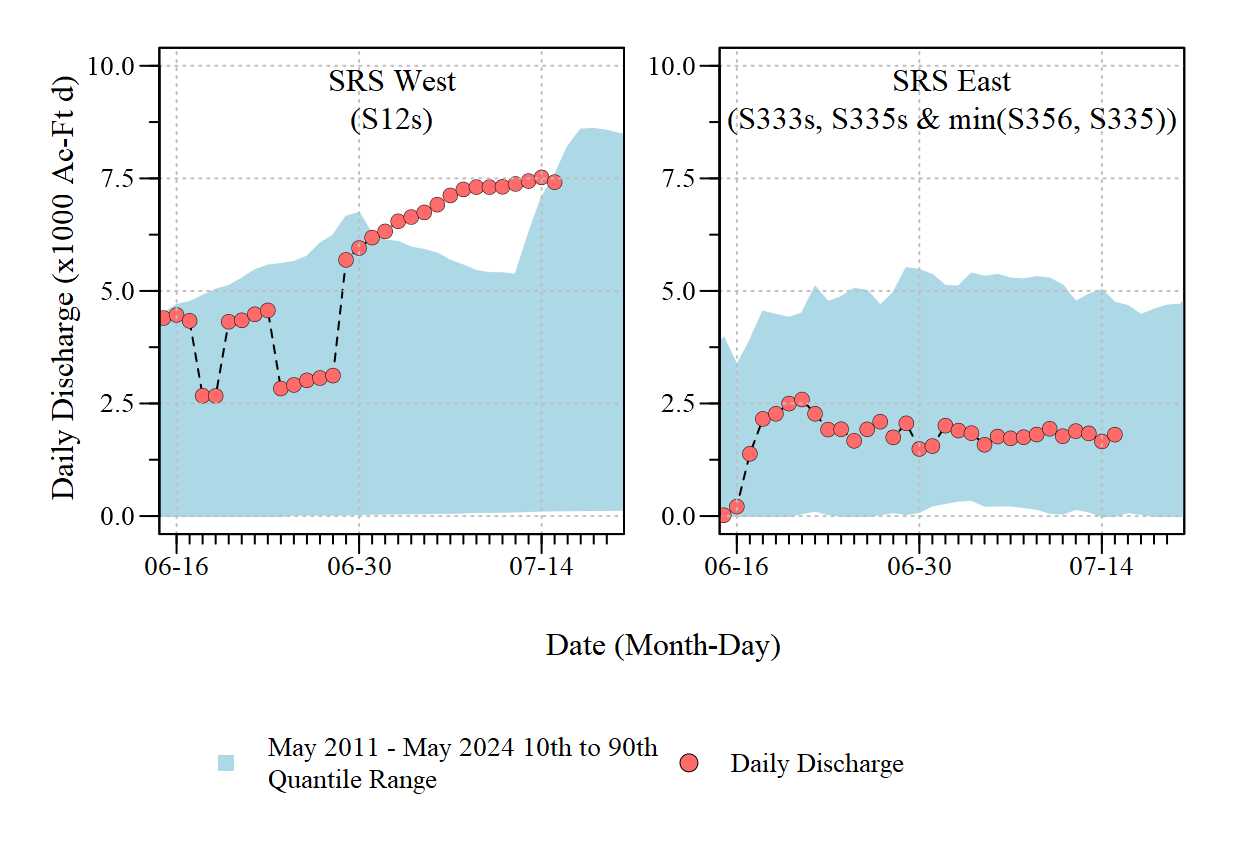 Daily Discharge (x1000 Ac-Ft d)
SRS West
(S12s)
10.0
7.5
5.0
2.5
0.0
06-16
06-30
07-14
SRS East
(S333s, S335s & min(S356, S335))
10.0
7.5
5.0
2.5
0.0
06-16
06-30
07-14
Date (Month-Day)
May 2011 - May 2024 10th to 90th
Quantile Range
Daily Discharge